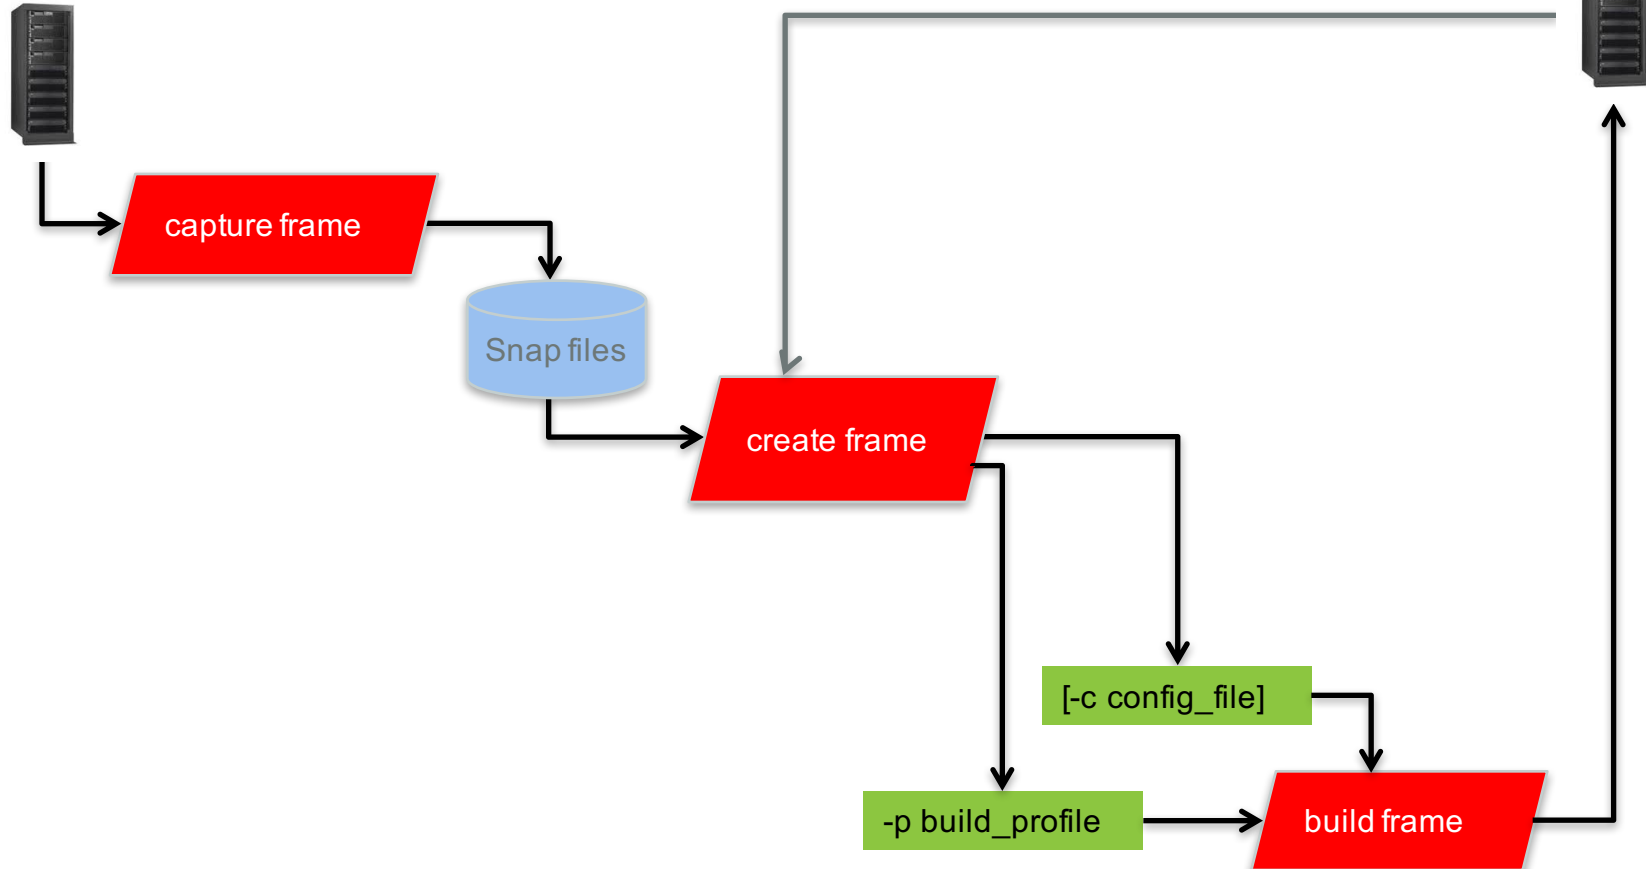 capture frame
Snap files
create frame
[-c config_file]
-p build_profile
build frame